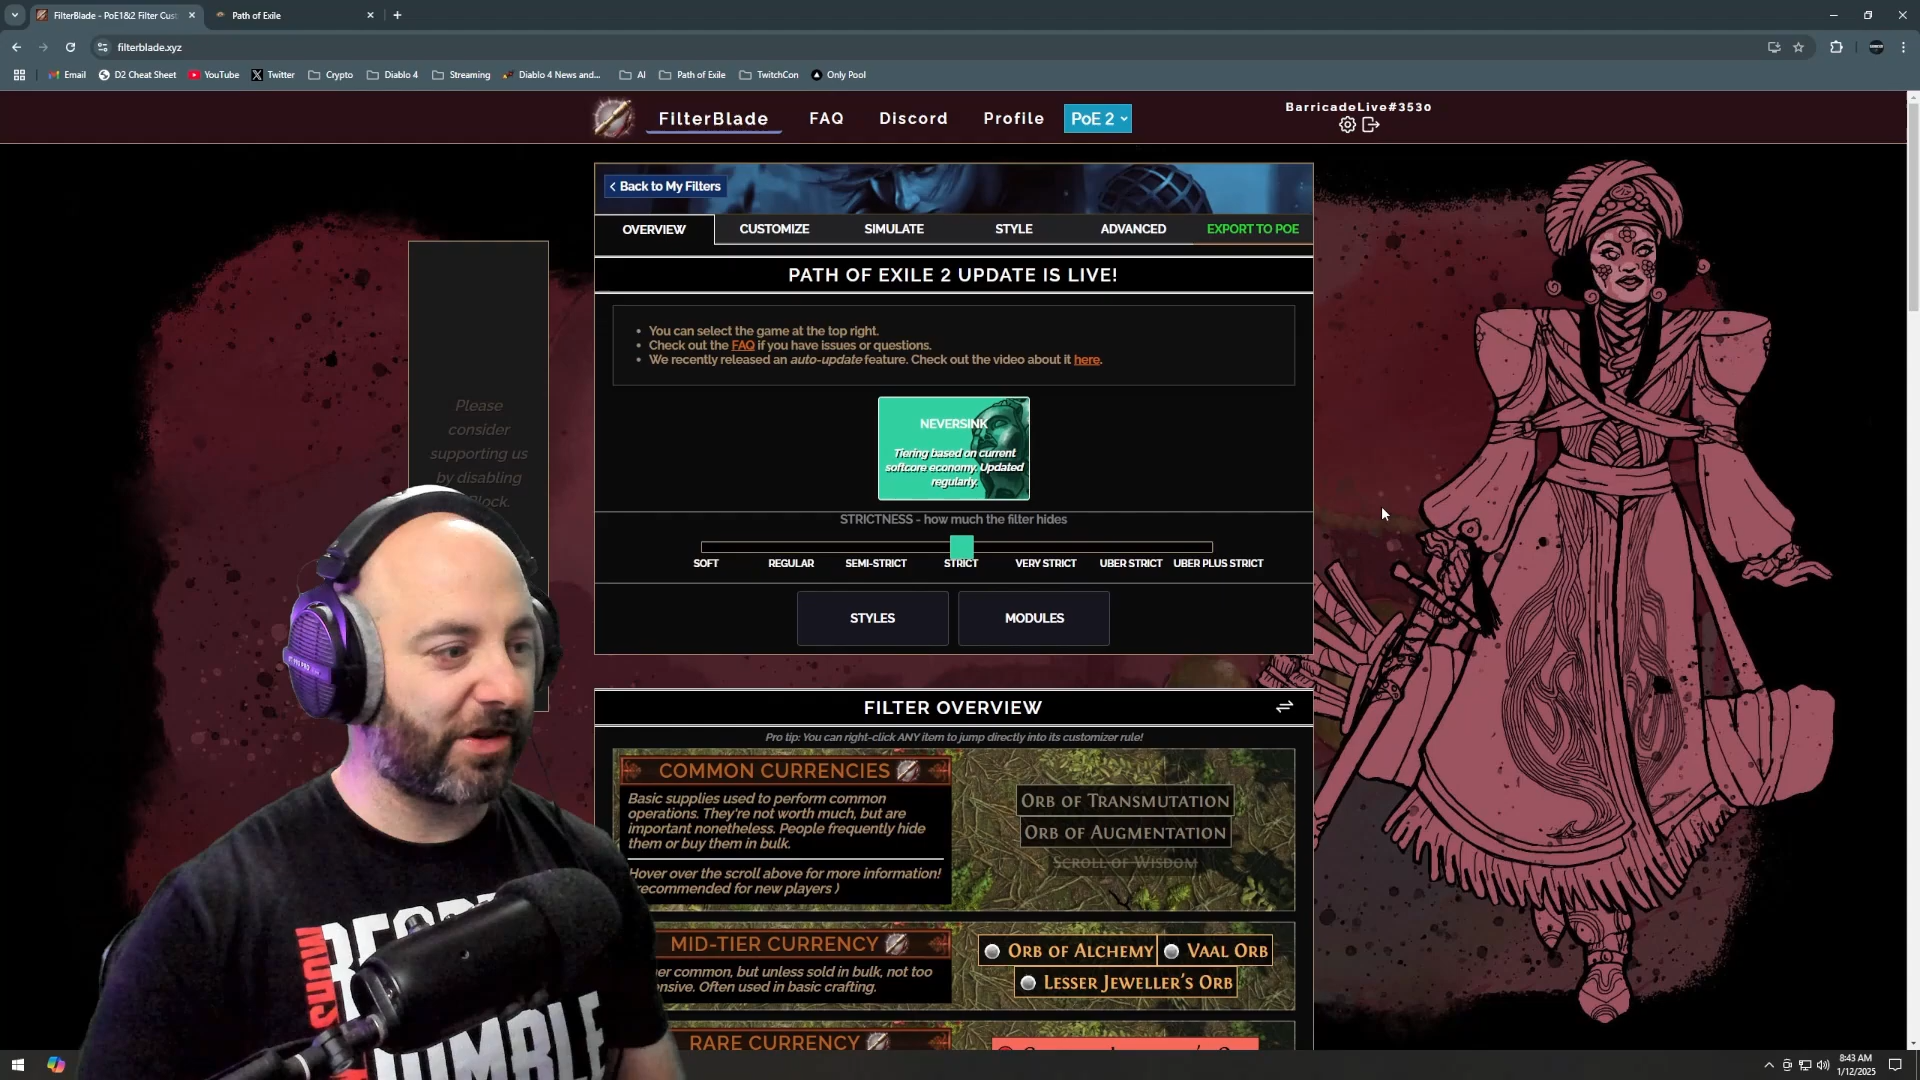 FilterBlade - PoE1&2 Filter Cust
Path of Exile
filterblade.xyz
Email
D2 Cheat Sheet
YouTube
Twitter
Crypto
Diablo 4
Streaming
Diablo 4 News and...
AI
Path of Exile
TwitchCon
Only Pool
FilterBlade
FAQ
Discord
Profile
PoE 2
BarricadeLive#3530
Back to My Filters
OVERVIEW
CUSTOMIZE
SIMULATE
STYLE
ADVANCED
EXPORT TO POE
PATH OF EXILE 2 UPDATE IS LIVE!
You can select the game at the top right.
Check out the FAQ if you have issues or questions.
We recently released an auto-update feature. Check out the video about it here.
NEVERSINK
Tiering based on current
softcore economy. Updated
regularly.
STRICTNESS - how much the filter hides
SOFT
REGULAR
SEMI-STRICT
STRICT
VERY STRICT
UBER STRICT
UBER PLUS STRICT
STYLES
MODULES
Please
consider
supporting us
by disabling
FILTER OVERVIEW
Pro tip: You can right-click ANY item to jump directly into its customizer rule!
COMMON CURRENCIES
Basic supplies used to perform common
operations. They're not worth much, but are
important nonetheless. People frequently hide
them or buy them in bulk.
Hover over the scroll above for more information!
recommended for new players )
Orb of Transmutation
Orb of Augmentation
Scroll of Wisdom
MID-TIER CURRENCY
common, but unless sold in bulk, not too
Often used in basic crafting.
Orb of Alchemy
Vaal Orb
Lesser Jeweller's Orb
RARE CURRENCY
8:43 AM
1/12/2025